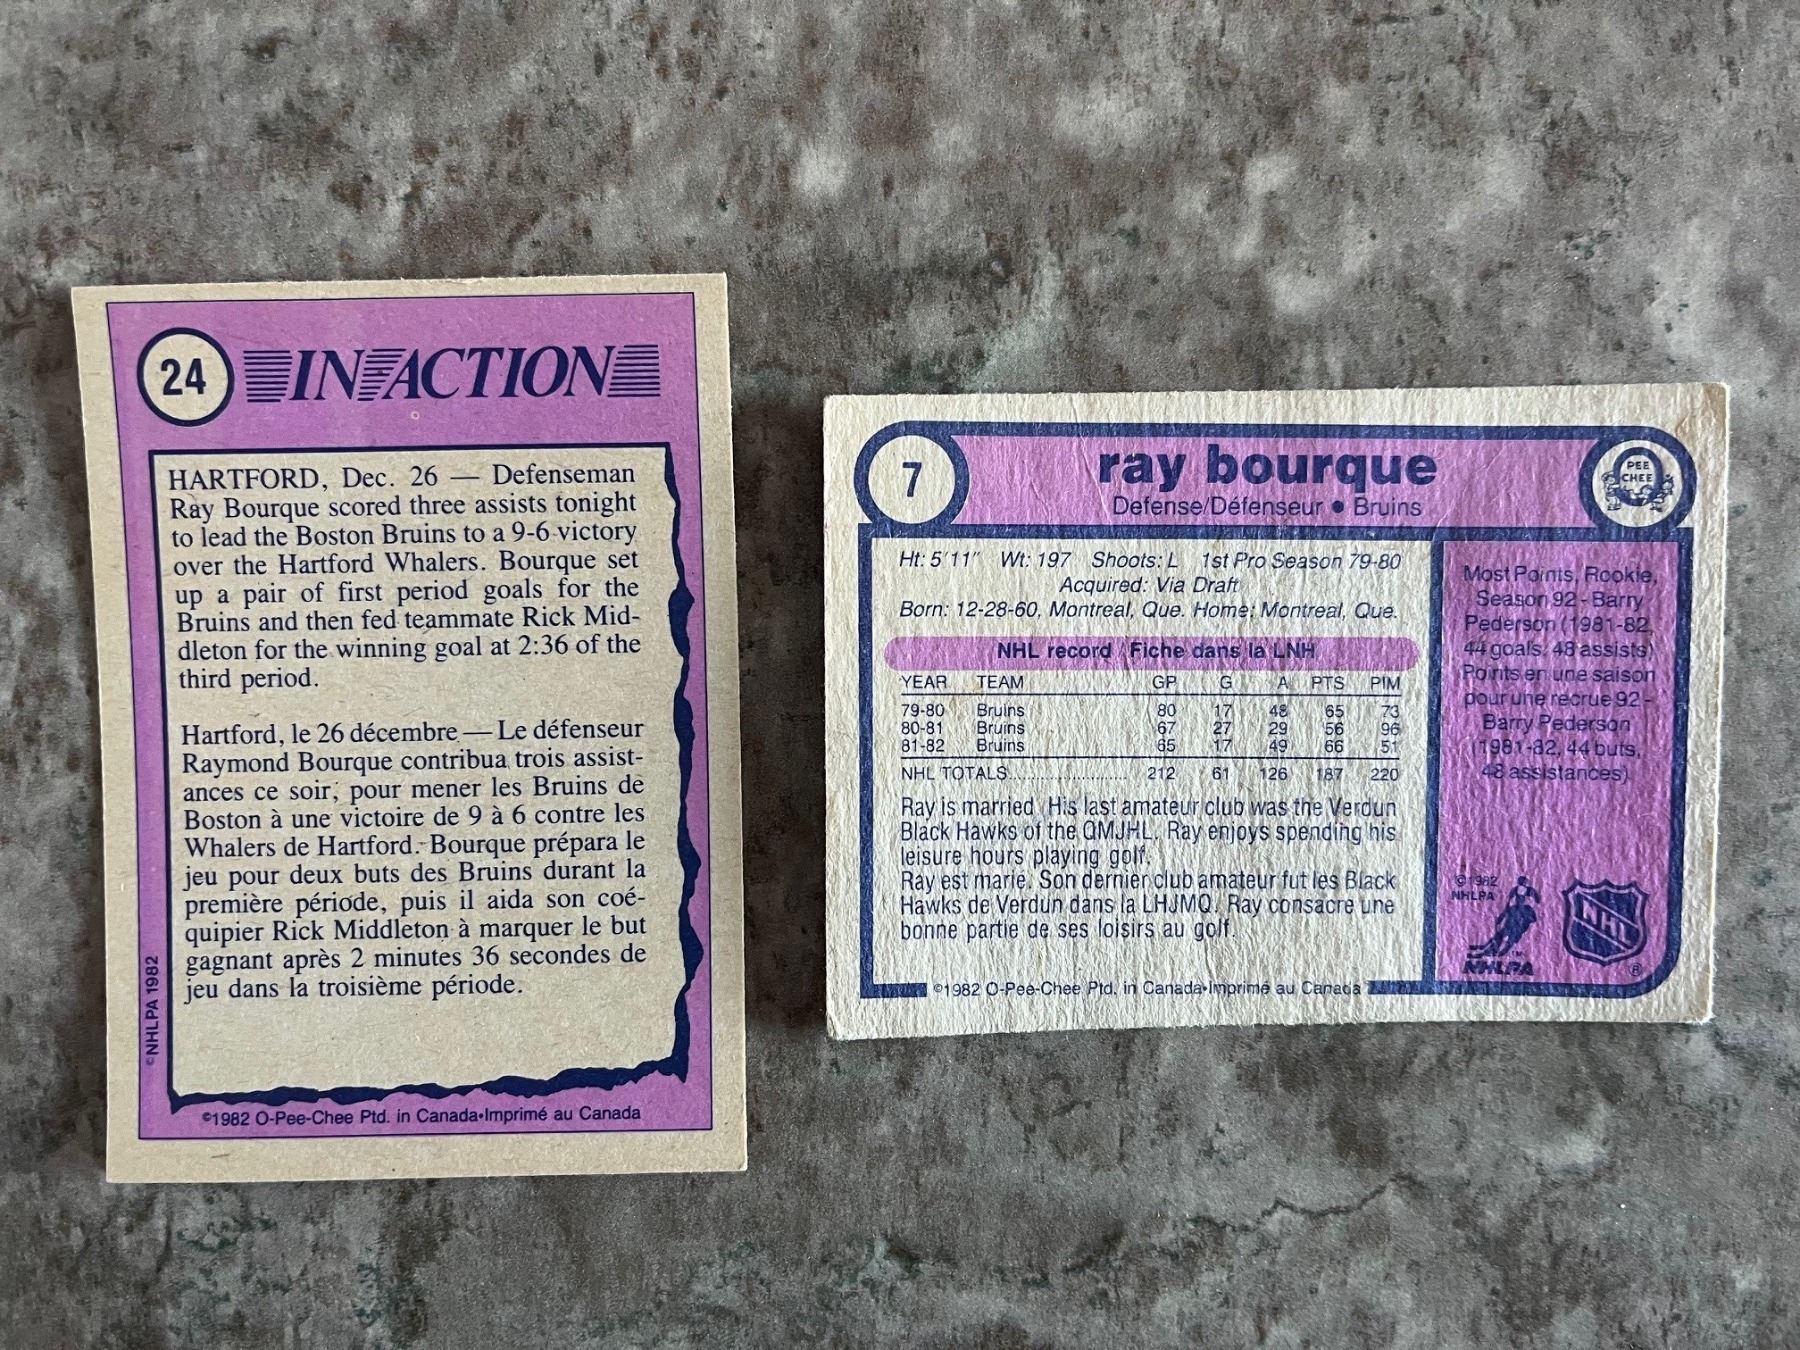 24 IN ACTION
HARTFORD, Dec. 26 — Defenseman
Ray Bourque scored three assists tonight
to lead the Boston Bruins to a 9-6 victory
over the Hartford Whalers. Bourque set
up a pair of first period goals for the
Bruins and then fed teammate Rick Mid-
dleton for the winning goal at 2:36 of the
third period.
Hartford, le 26 décembre — Le défenseur
Raymond Bourque contribua trois assist-
ances ce soir, pour mener les Bruins de
Boston à une victoire de 9 à 6 contre les
Whalers de Hartford. Bourque prépara le
jeu pour deux buts des Bruins durant la
première période, puis il aida son coé-
quipier Rick Middleton à marquer le but
gagnant après 2 minutes 36 secondes de
jeu dans la troisième période.
©NHLPA 1982
©1982 O-Pee-Chee Ptd. in Canada•Imprimé au Canada
7 ray bourque
O PEE CHEE
Defense/Défenseur • Bruins
Ht: 5'11" Wt: 197 Shoots: L 1st Pro Season 79-80
Acquired: Via Draft
Born: 12-28-60, Montreal, Que. Home: Montreal, Que.
NHL record Fiche dans la LNH
YEAR TEAM GP G A PTS PIM
79-80 Bruins 80 17 48 65 73
80-81 Bruins 67 27 29 56 96
81-82 Bruins 65 17 49 66 51
NHL TOTALS..................... 212 61 126 187 220
Ray is married. His last amateur club was the Verdun
Black Hawks of the QMJHL. Ray enjoys spending his
leisure hours playing golf.
Ray est marié. Son dernier club amateur fut les Black
Hawks de Verdun dans la LHJMQ. Ray consacre une
bonne partie de ses loisirs au golf.
©1982 O-Pee-Chee Ptd. in Canada•Imprimé au Canada
Most Points, Rookie,
Season 92 - Barry
Pederson (1981-82,
44 goals, 48 assists)
Points en une saison
pour une recrue 92 -
Barry Pederson
(1981-82, 44 buts,
48 assistances)
©1982
NHLPA
NHLPA
NHL
®